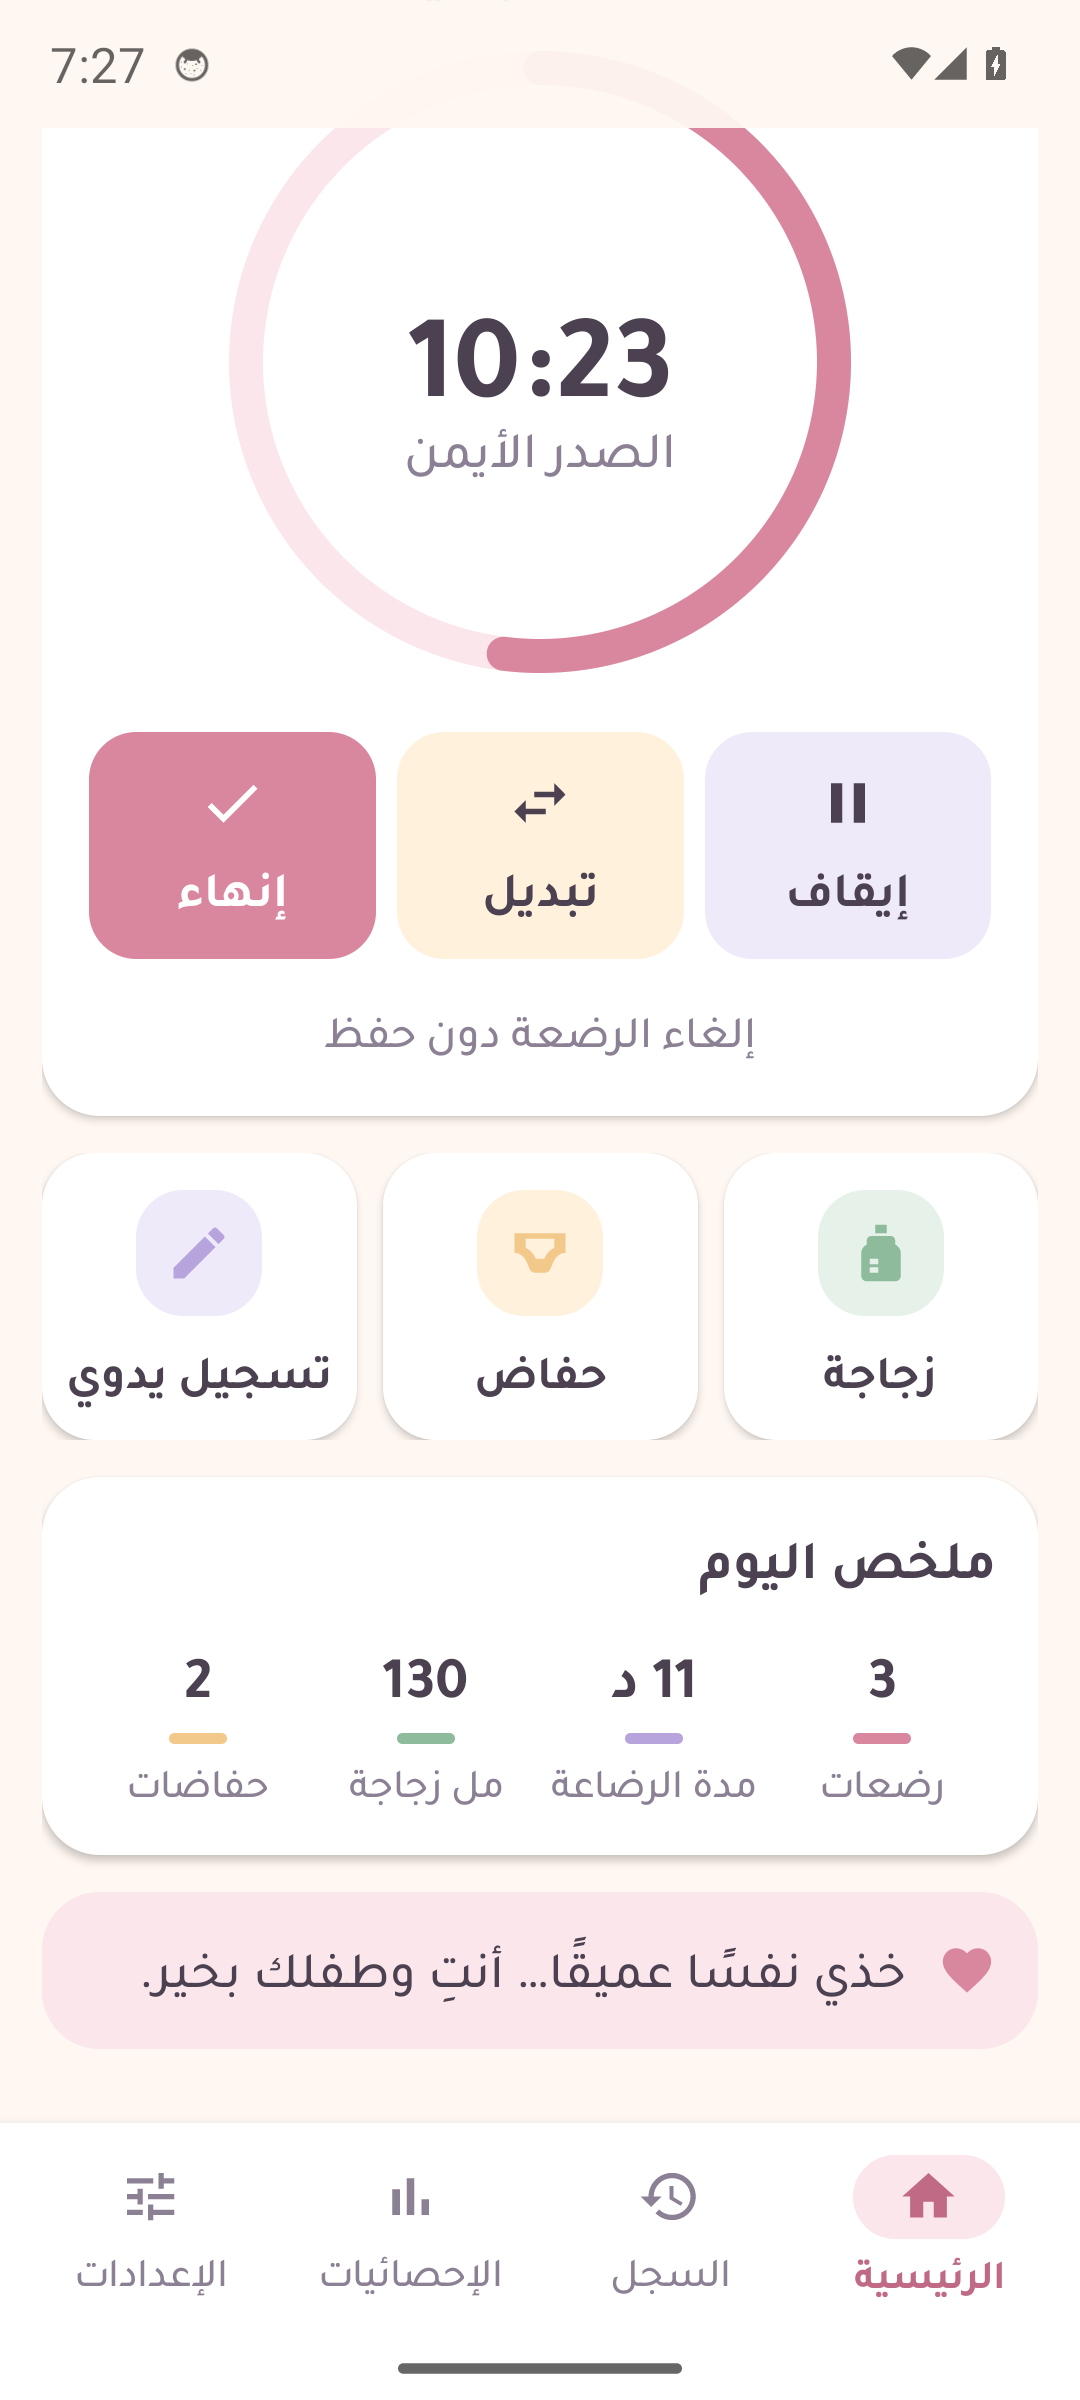 7:27
10:23
الصدر الأيمن
إيقاف
تبديل
إنهاء
إلغاء الرضعة دون حفظ
زجاجة
حفاض
تسجيل يدوي
ملخص اليوم
3
11 د
130
2
رضعات
مدة الرضاعة
مل زجاجة
حفاضات
خذي نفسًا عميقًا... أنتِ وطفلك بخير.
الرئيسية
السجل
الإحصائيات
الإعدادات